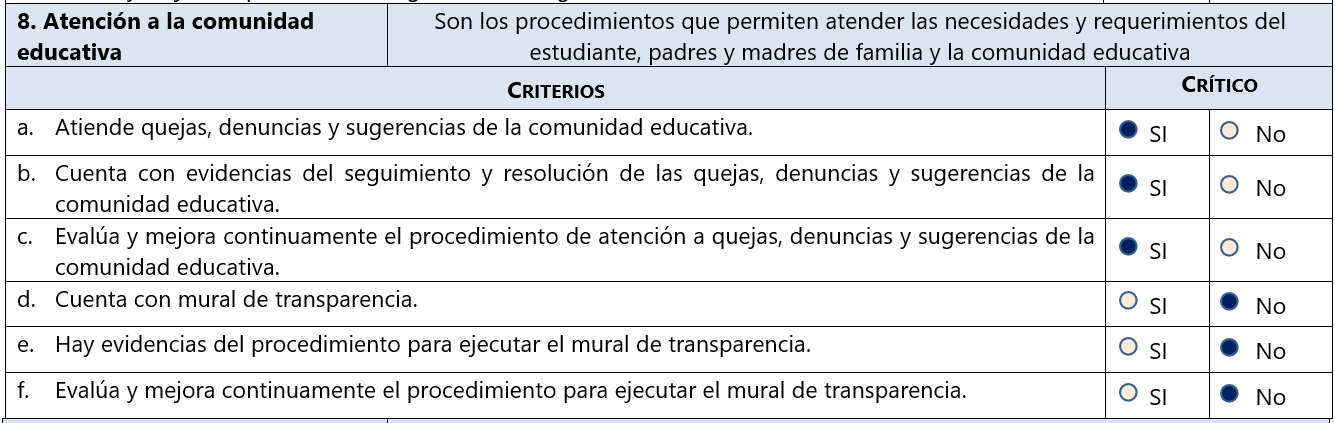 8. Atención a la comunidad
educativa
Son los procedimientos que permiten atender las necesidades y requerimientos del
estudiante, padres y madres de familia y la comunidad educativa
CRITERIOS
CRÍTICO
a. Atiende quejas, denuncias y sugerencias de la comunidad educativa.
SI No
b. Cuenta con evidencias del seguimiento y resolución de las quejas, denuncias y sugerencias de la
comunidad educativa.
SI No
c. Evalúa y mejora continuamente el procedimiento de atención a quejas, denuncias y sugerencias de la
comunidad educativa.
SI No
d. Cuenta con mural de transparencia.
SI No
e. Hay evidencias del procedimiento para ejecutar el mural de transparencia.
SI No
f. Evalúa y mejora continuamente el procedimiento para ejecutar el mural de transparencia.
SI No